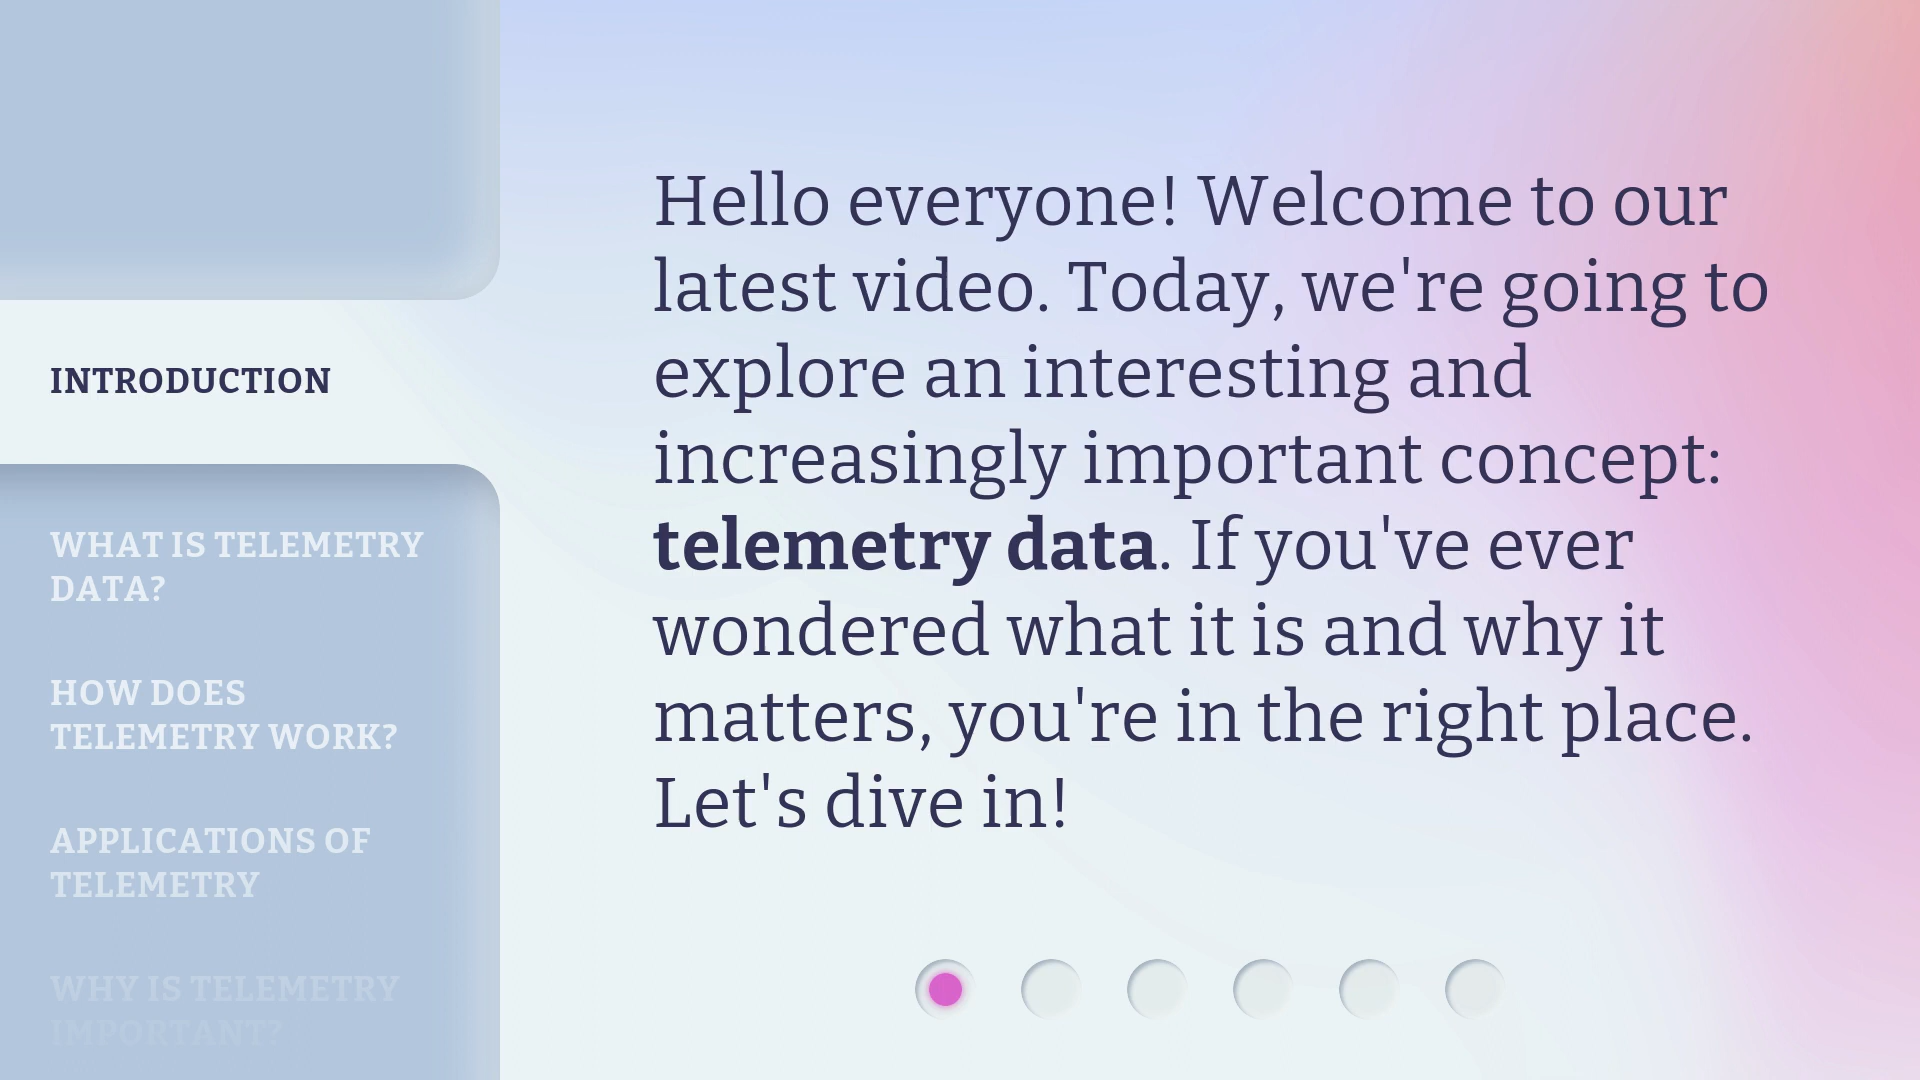 INTRODUCTION
WHAT IS TELEMETRY
DATA?
HOW DOES
TELEMETRY WORK?
APPLICATIONS OF
TELEMETRY
WHY IS TELEMETRY
IMPORTANT?
Hello everyone! Welcome to our
latest video. Today, we're going to
explore an interesting and
increasingly important concept:
telemetry data. If you've ever
wondered what it is and why it
matters, you're in the right place.
Let's dive in!